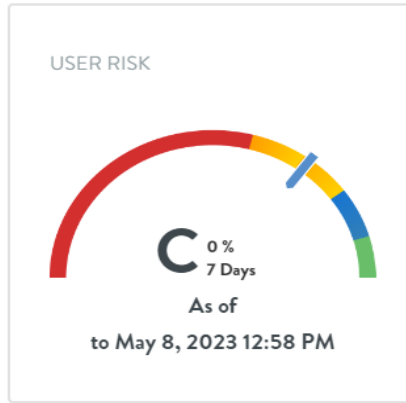 USER RISK
C
0 %
7 Days
As of
to May 8, 2023 12:58 PM